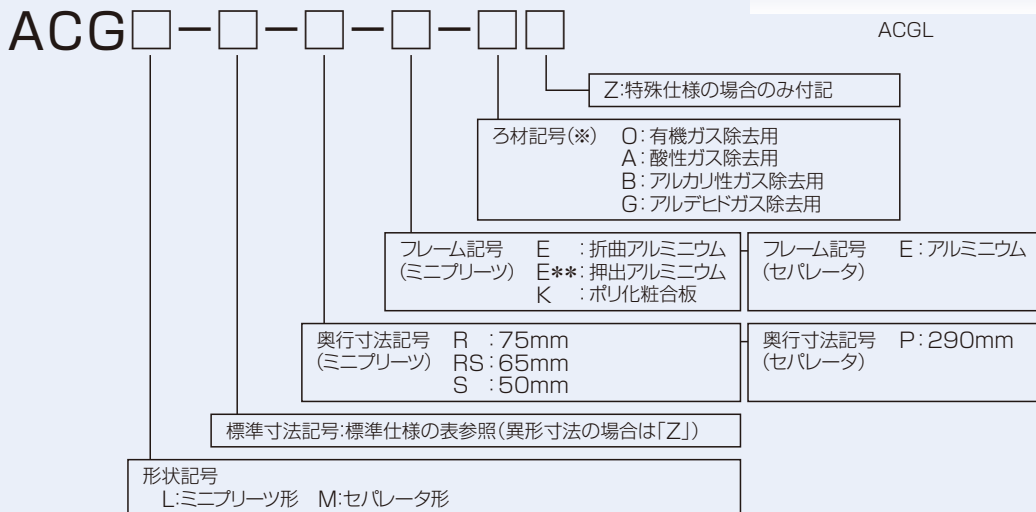 ACG□-□-□-□-□□
ACGL
Z:特殊仕様の場合のみ付記
ろ材記号(※) O:有機ガス除去用
A:酸性ガス除去用
B:アルカリ性ガス除去用
G:アルデヒドガス除去用
フレーム記号 E :折曲アルミニウム
(ミニプリーツ) E**:押出アルミニウム
K :ポリ化粧合板
フレーム記号 E:アルミニウム
(セパレータ)
奥行寸法記号 R :75mm
(ミニプリーツ) RS:65mm
S :50mm
奥行寸法記号 P:290mm
(セパレータ)
標準寸法記号:標準仕様の表参照(異形寸法の場合は「Z」)
形状記号
L:ミニプリーツ形 M:セパレータ形